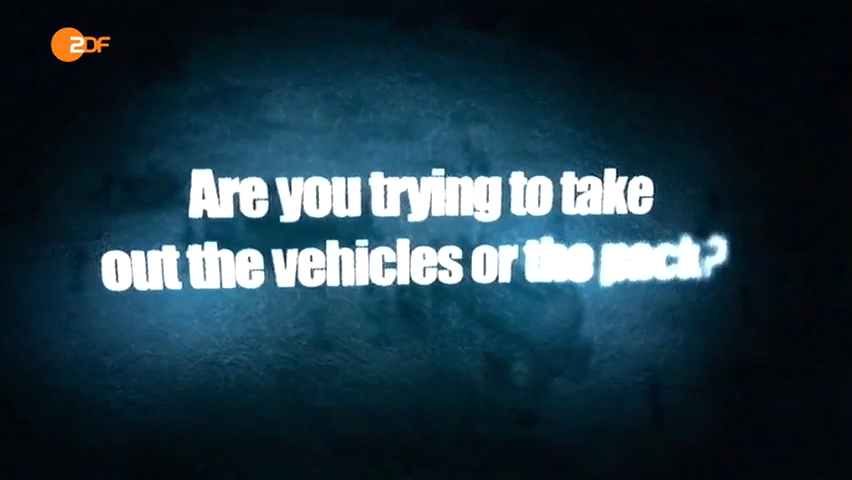 ZDF
Are you trying to take
out the vehicles or the pack?